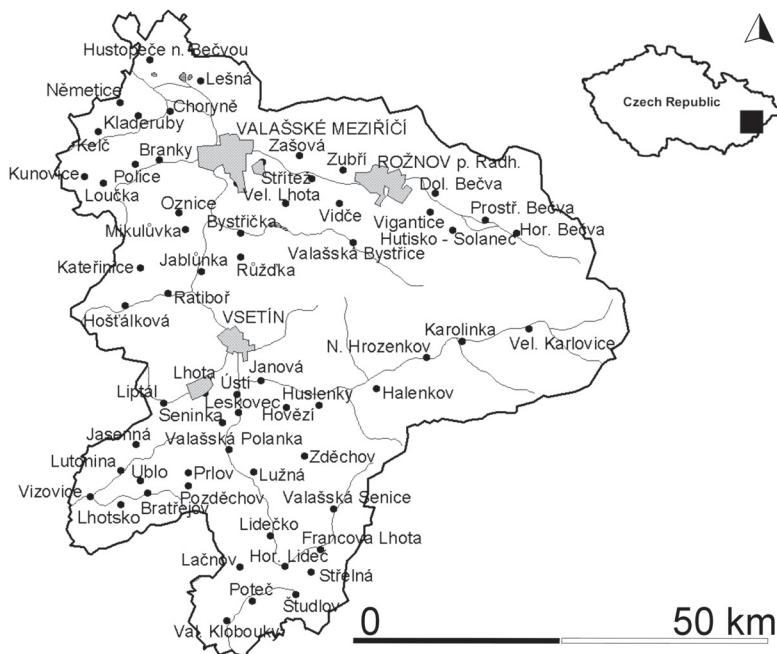 Hustopeče n. Bečvou
Lešná
Němetice
Choryně
Czech Republic
Kladeruby
VALAŠSKÉ MEZIŘÍČÍ
Kelč
Zašová
Branky
Zubří
ROŽNOV p. Radh.
Kunovice
Police
Střítež
Dol. Bečva
Loučka
Vel. Lhota
Oznice
Vidče
Vigantice
Prostř. Bečva
Mikulůvka
Bystřička
Hutisko - Solanec
Hor. Bečva
Valašská Bystřice
Kateřinice
Jablůnka
Růžďka
Ratiboř
Hošťálková
VSETÍN
Karolinka
Vel. Karlovice
N. Hrozenkov
Lhota
Janová
Ústí
Halenkov
Liptál
Leskovec
Huslenky
Seninka
Hovězí
Jasenná
Valašská Polanka
Zděchov
Lutonina
Ublo
Prlov
Lužná
Vizovice
Pozděchov
Valašská Senice
Lhotsko
Bratřejov
Lidečko
Francova Lhota
Lačnov
Hor. Lideč
Střelná
Poteč
Študlov
Val. Klobouky
0
50 km